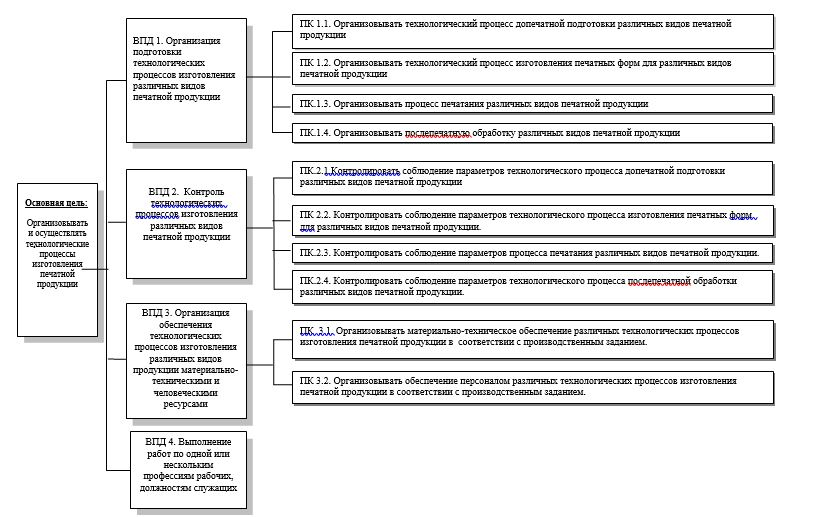 Основная цель:
Организовывать
и осуществлять
технологические
процессы
изготовления
печатной
продукции
ВПД 1. Организация
подготовки
технологических
процессов изготовления
различных видов
печатной продукции
ПК 1.1. Организовывать технологический процесс допечатной подготовки различных видов печатной
продукции
ПК 1.2. Организовывать технологический процесс изготовления печатных форм для различных видов
печатной продукции
ПК.1.3. Организовывать процесс печатания различных видов печатной продукции
ПК.1.4. Организовывать послепечатную обработку различных видов печатной продукции
ВПД 2. Контроль
технологических
процессов изготовления
различных видов
печатной продукции
ПК.2.1.Контролировать соблюдение параметров технологического процесса допечатной подготовки
различных видов печатной продукции
ПК 2.2. Контролировать соблюдение параметров технологического процесса изготовления печатных форм
для различных видов печатной продукции.
ПК.2.3. Контролировать соблюдение параметров процесса печатания различных видов печатной продукции.
ПК.2.4. Контролировать соблюдение параметров технологического процесса послепечатной обработки
различных видов печатной продукции.
ВПД 3. Организация
обеспечения
технологических
процессов изготовления
различных видов
продукции материально-
техническими и
человеческими
ресурсами
ПК. 3.1. Организовывать материально-техническое обеспечение различных технологических процессов
изготовления печатной продукции в соответствии с производственным заданием.
ПК 3.2. Организовывать обеспечение персоналом различных технологических процессов изготовления
печатной продукции в соответствии с производственным заданием.
ВПД 4. Выполнение
работ по одной или
нескольким
профессиям рабочих,
должностям служащих